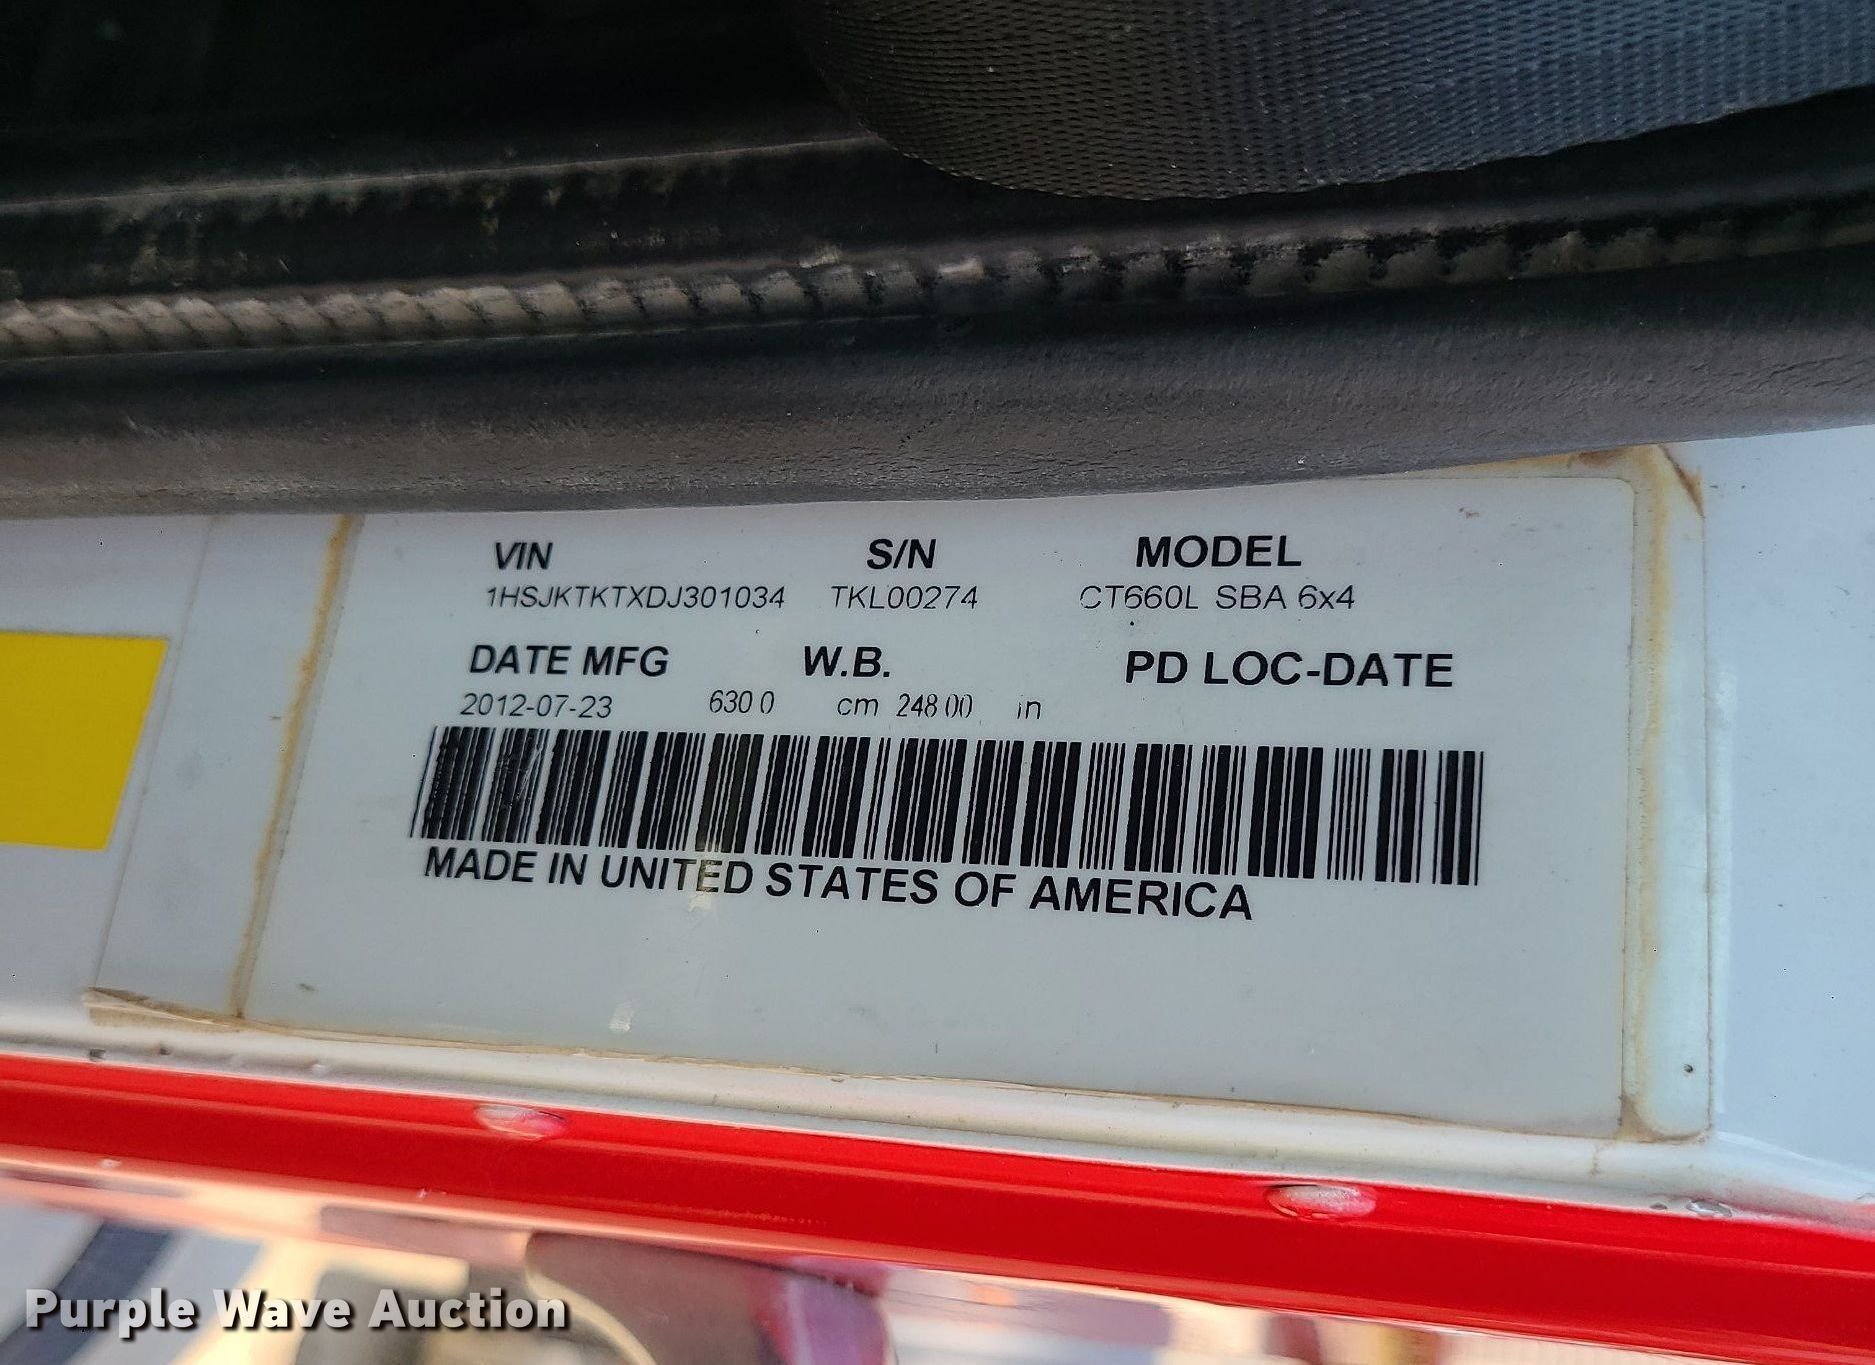 VIN S/N MODEL
1HSJKTKTXDJ301034 TKL00274 CT660L SBA 6x4
DATE MFG W.B. PD LOC-DATE
2012-07-23 630 0 cm 248 00 in
MADE IN UNITED STATES OF AMERICA
Purple Wave Auction